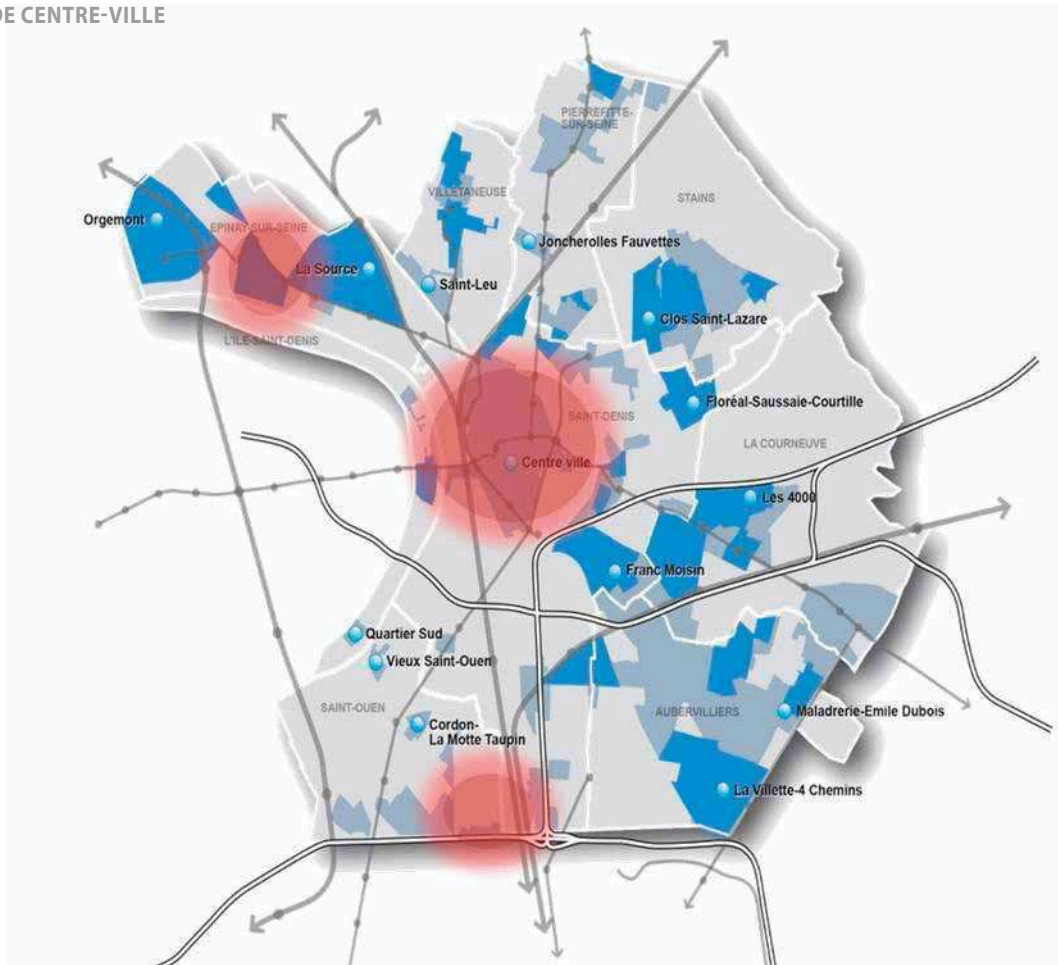 DE CENTRE-VILLE
PIERREFITTE-
SUR-SEINE
VILLETANEUSE
STAINS
Orgemont
EPINAY-SUR-SEINE
Joncherolles Fauvettes
La Source
Saint-Leu
Clos Saint-Lazare
L'ILE-SAINT-DENIS
Floréal-Saussaie-Courtille
SAINT-DENIS
LA COURNEUVE
Centre ville
Les 4000
Franc Moisin
Quartier Sud
Vieux Saint-Ouen
SAINT-OUEN
AUBERVILLIERS
Maladrerie-Emile Dubois
Cordon-
La Motte Taupin
La Villette-4 Chemins